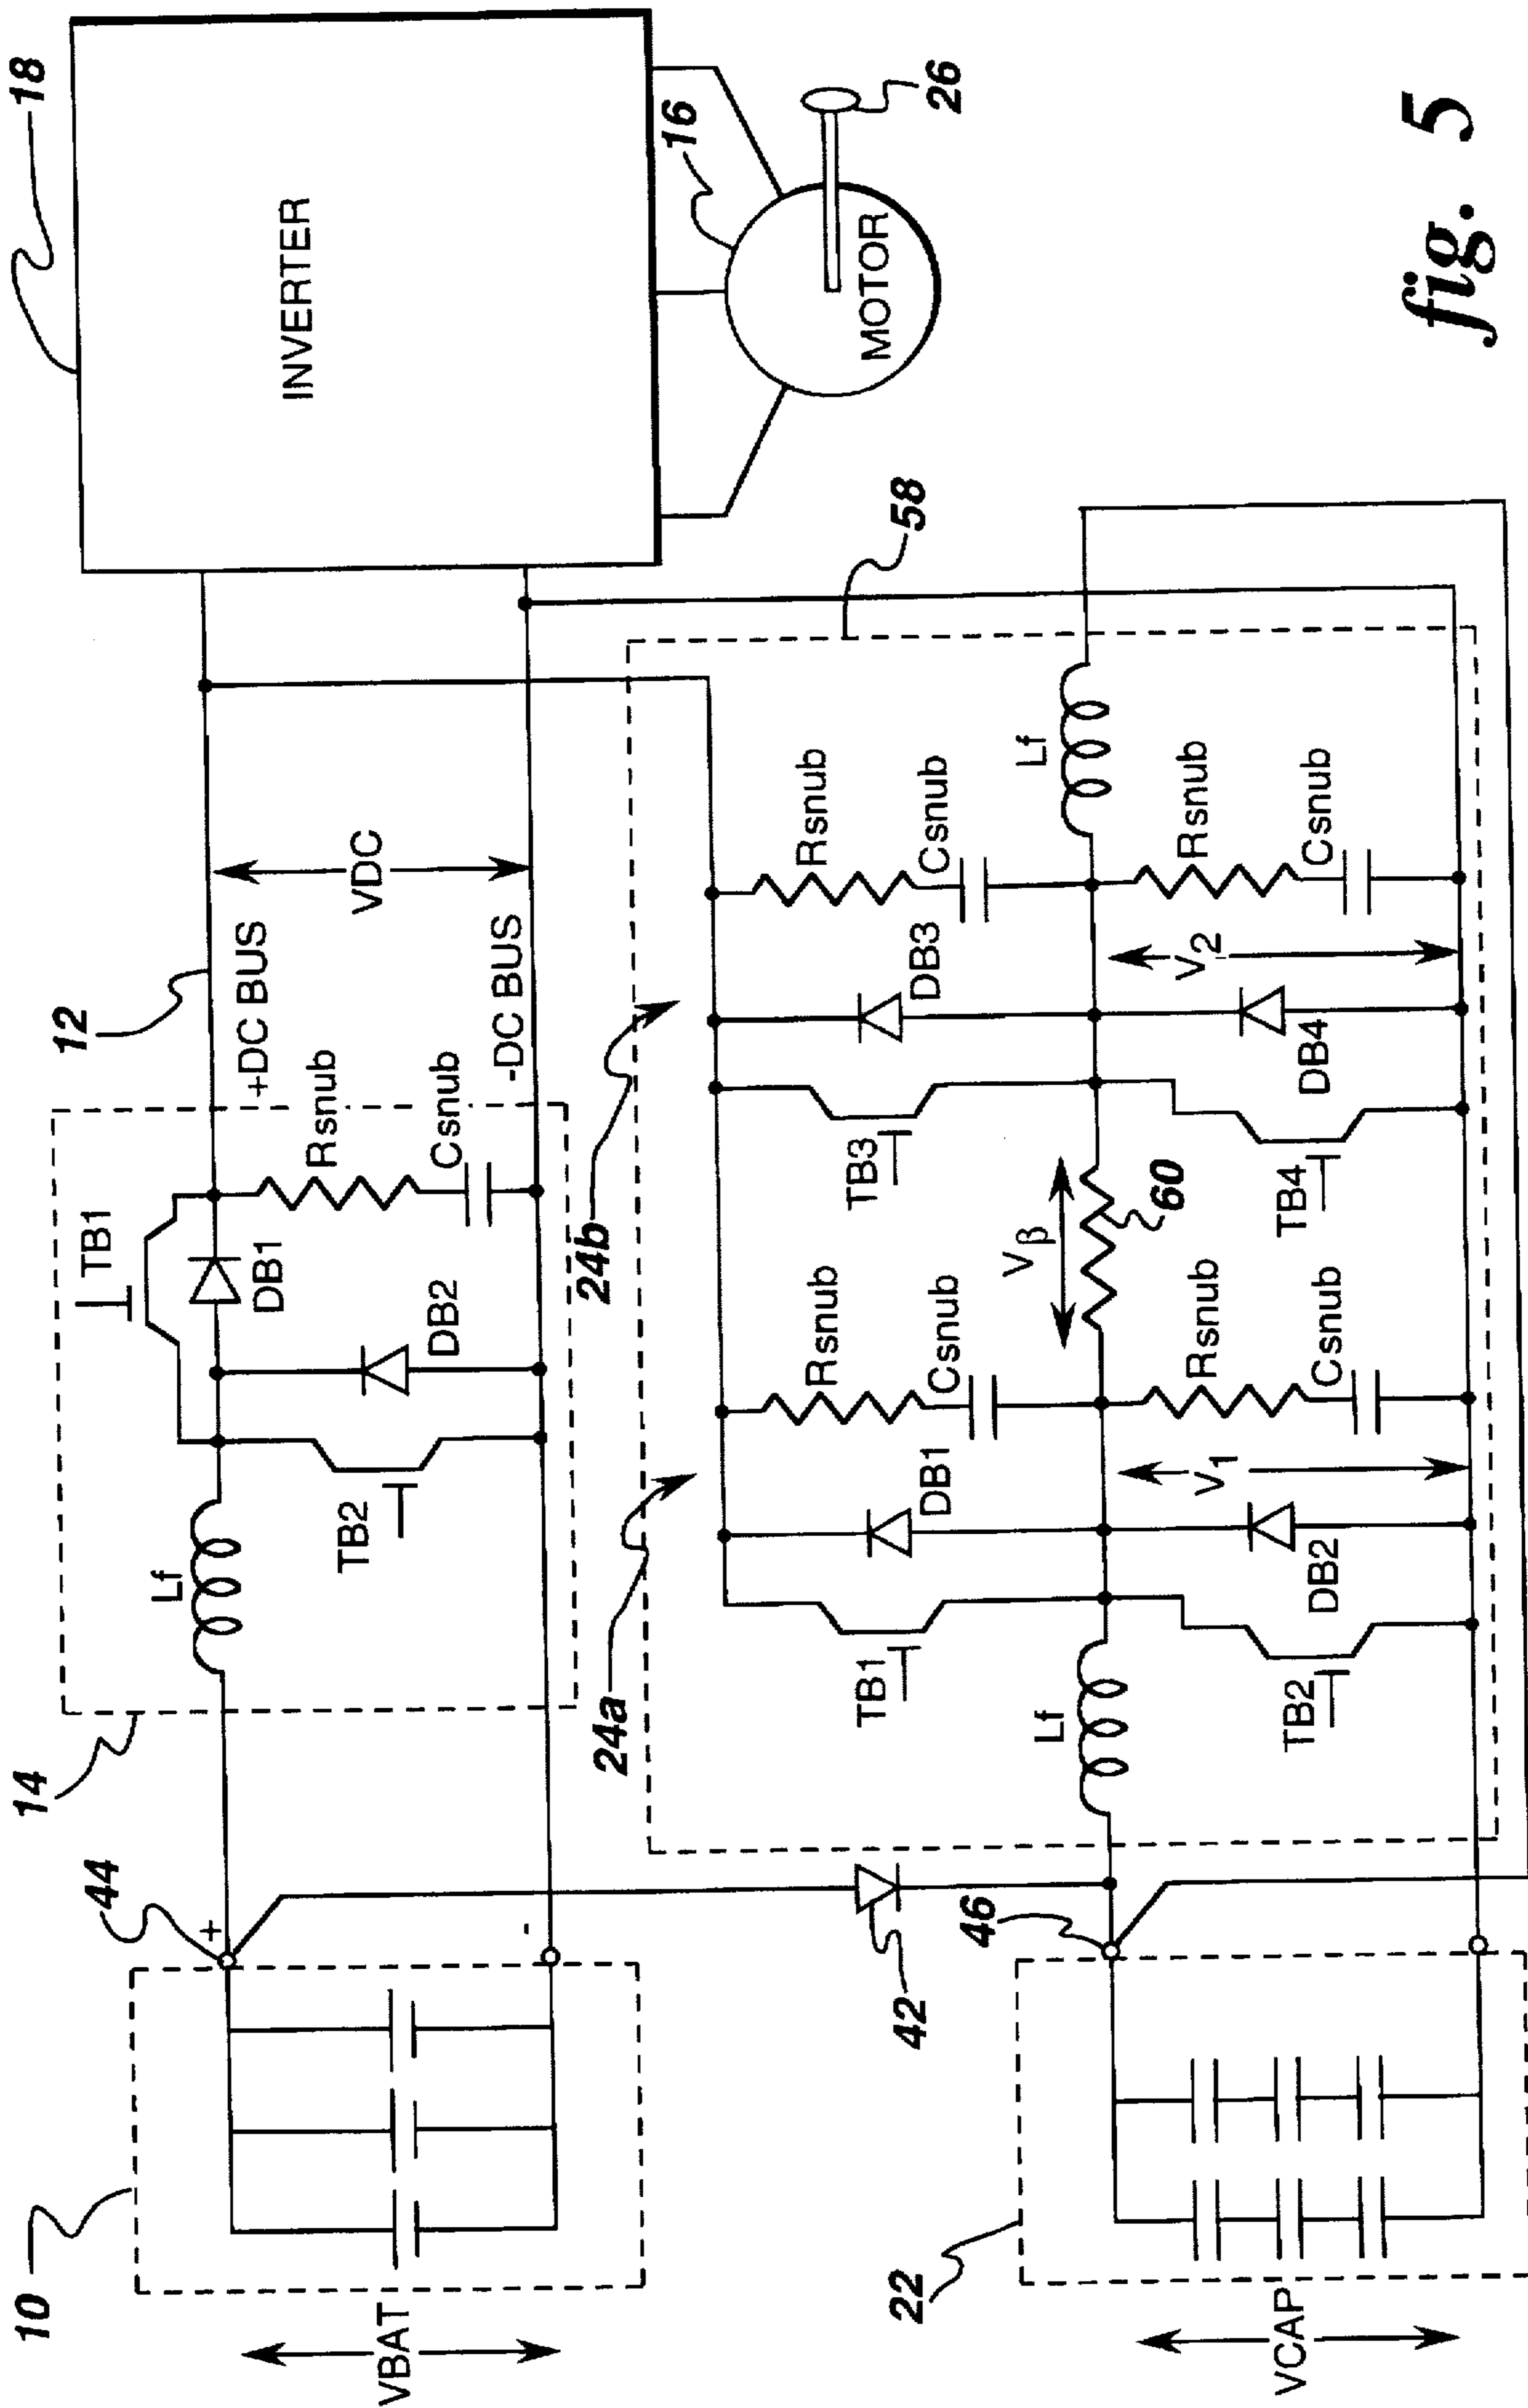 10
VBAT
44
+
-
14
Lf
TB2
TB1
DB1
DB2
Rsnub
Csnub
12
+DC BUS
-DC BUS
VDC
18
INVERTER
16
MOTOR
26
22
VCAP
46
42
58
24a
Lf
TB1
TB2
DB1
DB2
V1
Rsnub
Csnub
Rsnub
Csnub
Vβ
60
24b
TB3
TB4
DB3
DB4
V2
Rsnub
Csnub
Rsnub
Csnub
Lf
fig. 5